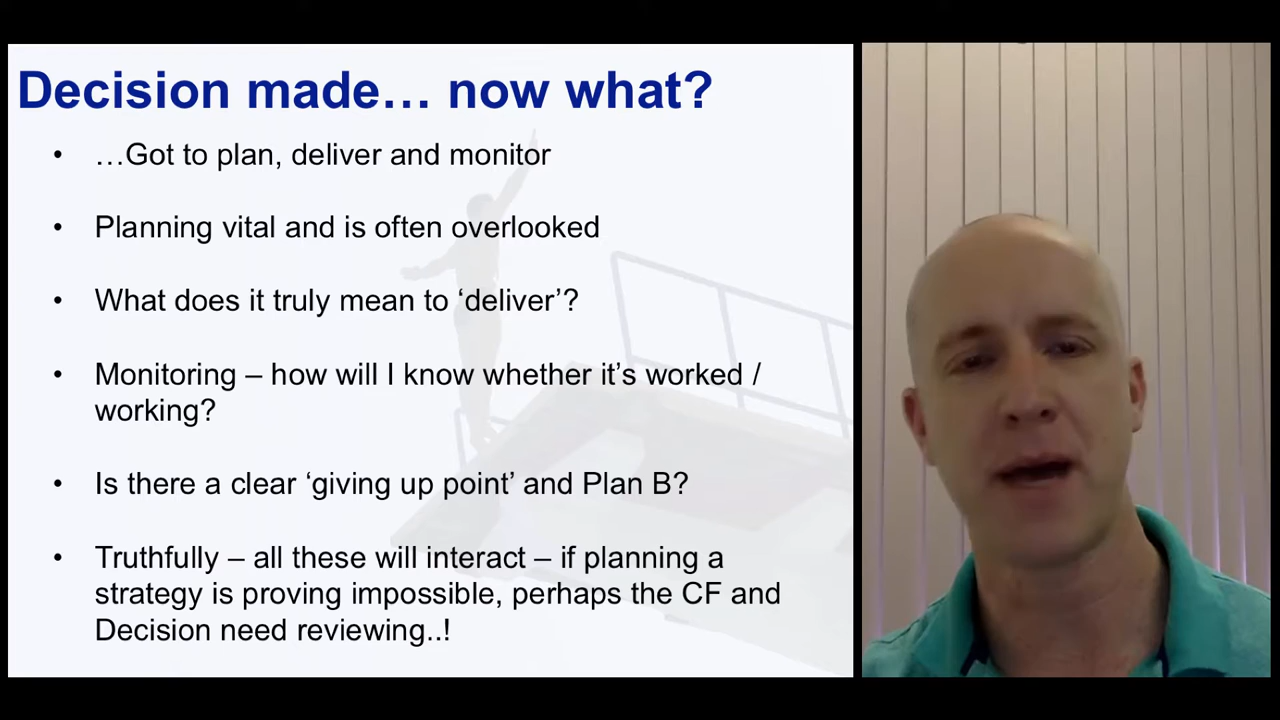 Decision made… now what?
• …Got to plan, deliver and monitor
• Planning vital and is often overlooked
• What does it truly mean to ‘deliver’?
• Monitoring – how will I know whether it’s worked /
working?
• Is there a clear ‘giving up point’ and Plan B?
• Truthfully – all these will interact – if planning a
strategy is proving impossible, perhaps the CF and
Decision need reviewing..!